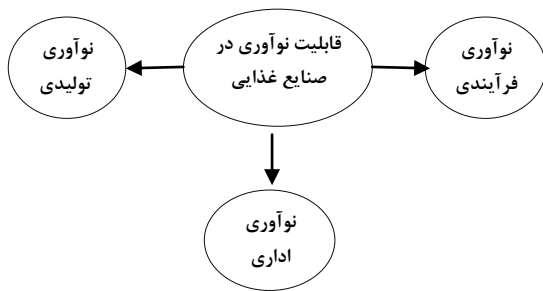 قابلیت نوآوری در
صنایع غذایی
نوآوری
فرآیندی
نوآوری
تولیدی
نوآوری
اداری